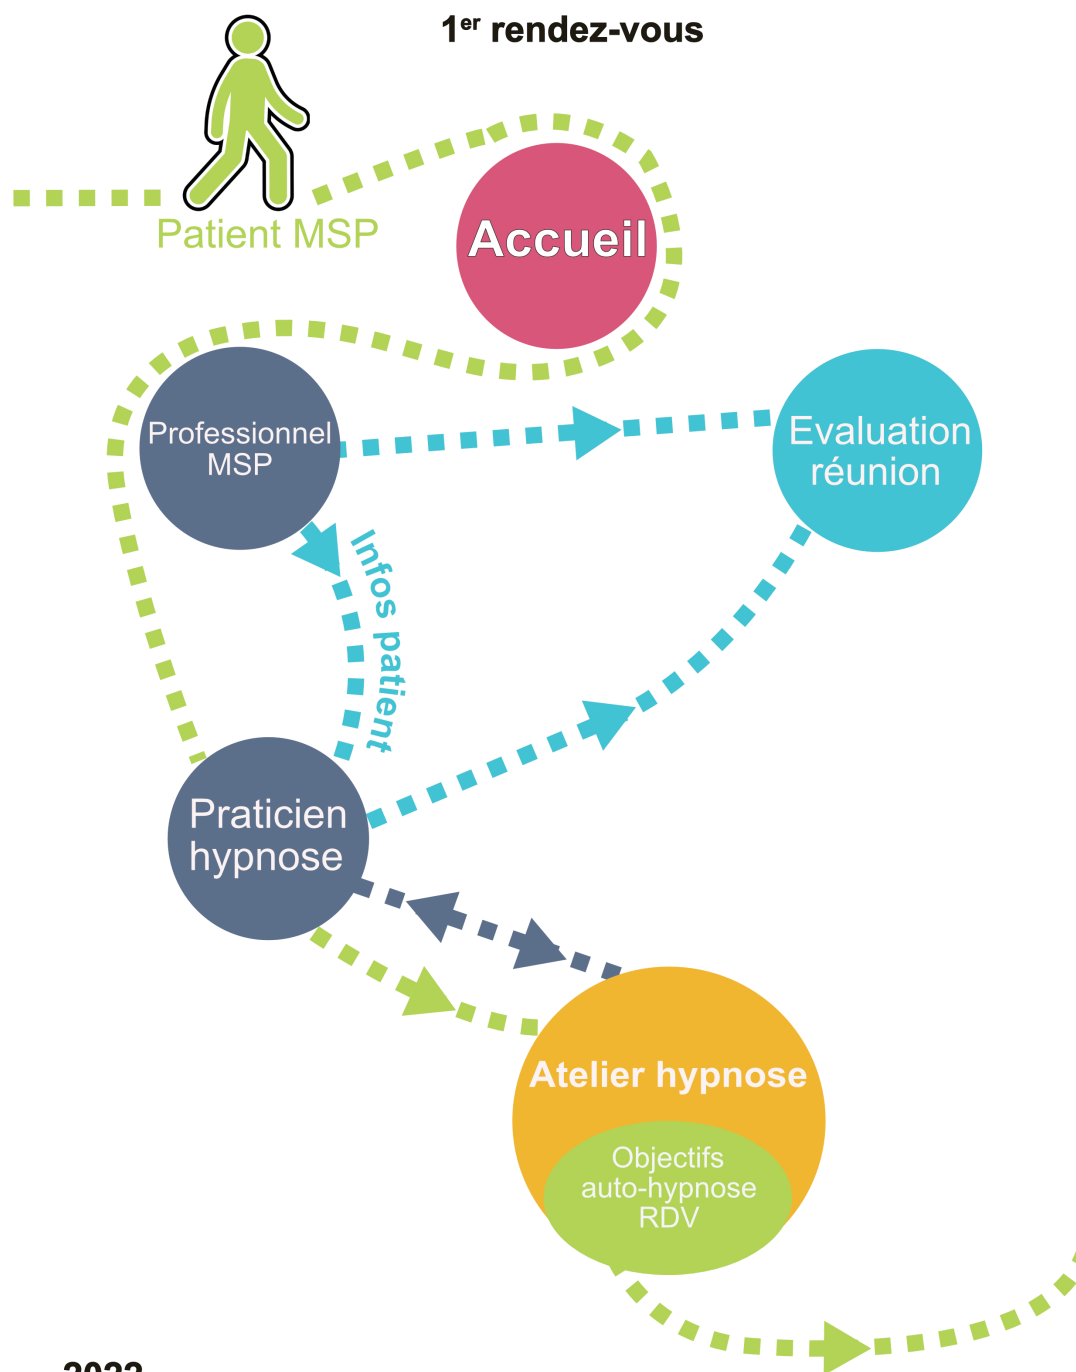 1er rendez-vous
Patient MSP
Accueil
Professionnel
MSP
Evaluation
réunion
Infos patient
Praticien
hypnose
Atelier hypnose
Objectifs
auto-hypnose
RDV